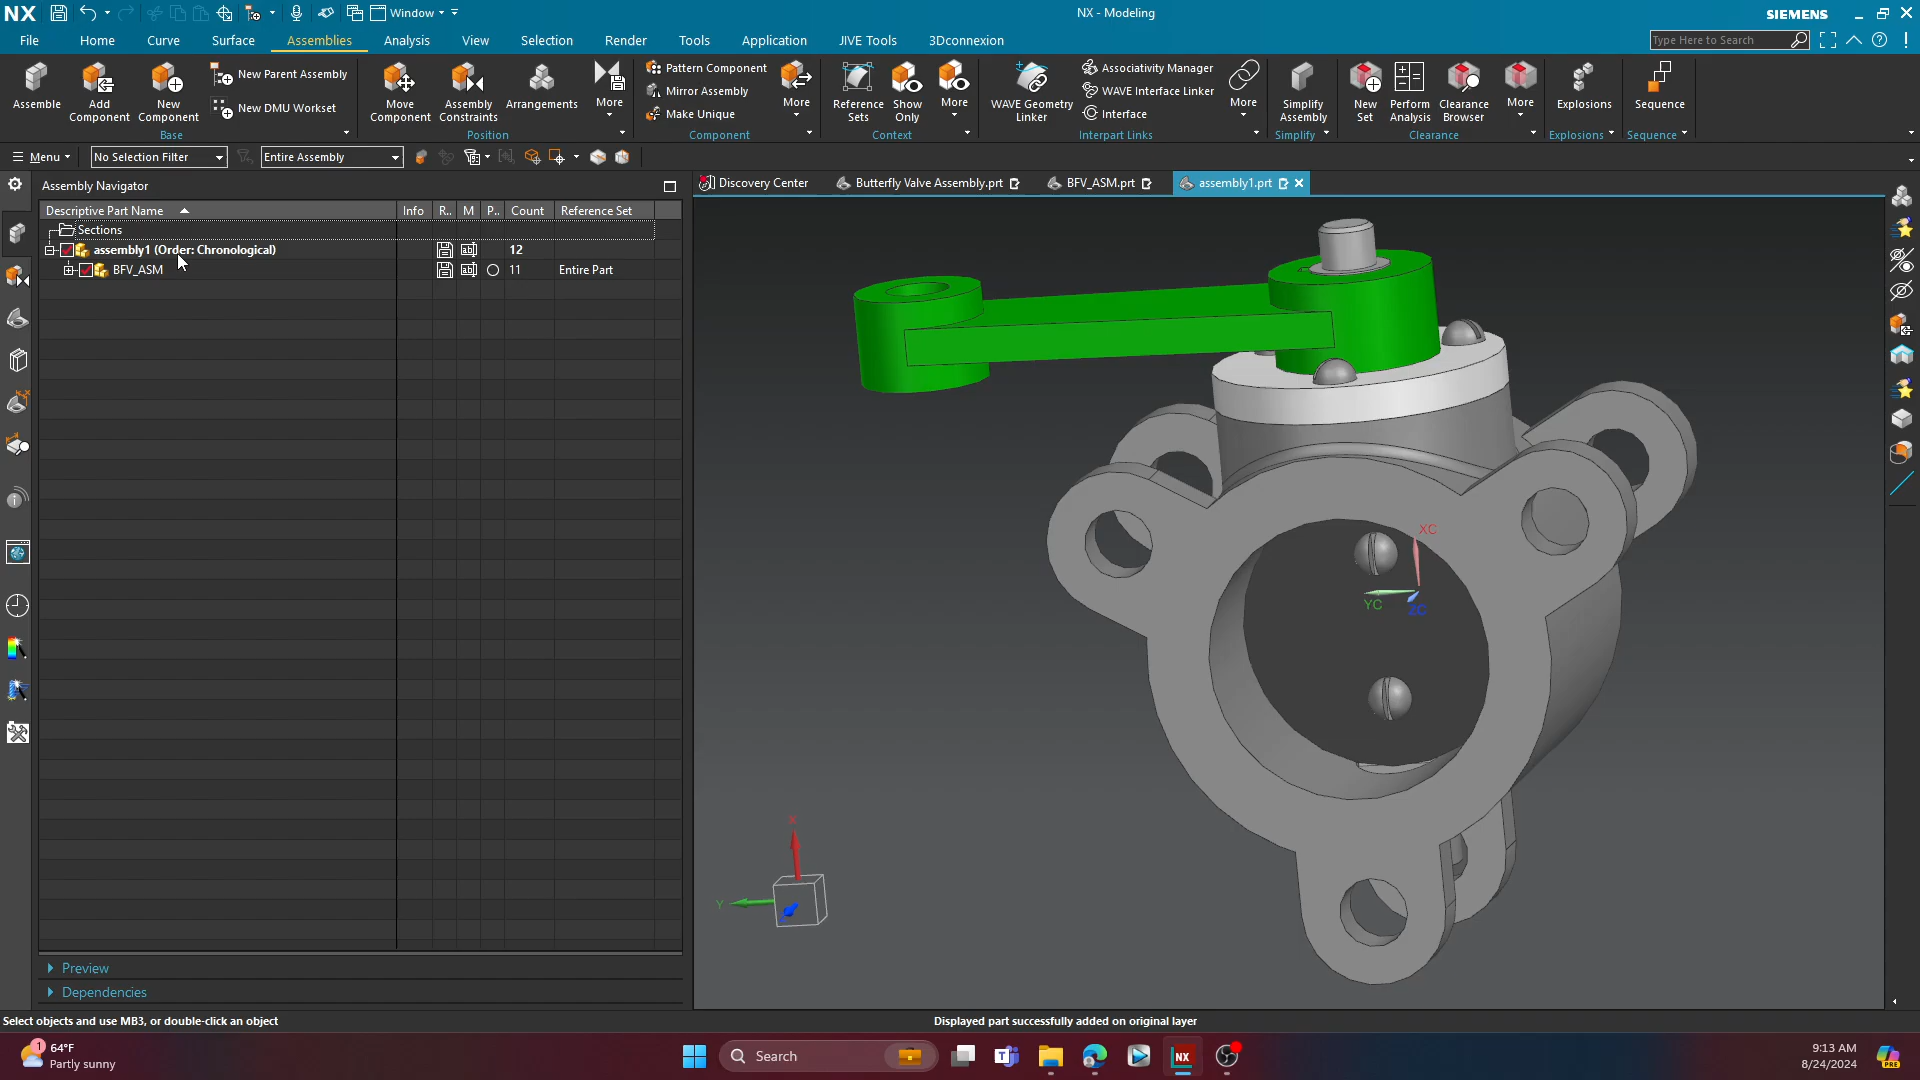 NX
Window
NX - Modeling
SIEMENS
File
Home
Curve
Surface
Assemblies
Analysis
View
Selection
Render
Tools
Application
JIVE Tools
3Dconnexion
Type Here to Search
Assemble
Add Component
New Component
New Parent Assembly
New DMU Workset
Base
Move Component
Assembly Constraints
Arrangements
More
Position
Pattern Component
Mirror Assembly
Make Unique
More
Component
Reference Sets
Show Only
More
Context
WAVE Geometry Linker
Associativity Manager
WAVE Interface Linker
Interface
More
Interpart Links
Simplify Assembly
Simplify
New Set
Perform Analysis
Clearance Browser
More
Clearance
Explosions
Explosions
Sequence
Sequence
Menu
No Selection Filter
Entire Assembly
Assembly Navigator
Discovery Center
Butterfly Valve Assembly.prt
BFV_ASM.prt
assembly1.prt
Descriptive Part Name
Info
R..
M
P..
Count
Reference Set
Sections
assembly1 (Order: Chronological)
12
BFV_ASM
11
Entire Part
XC
YC
ZC
X
Y
Preview
Dependencies
Select objects and use MB3, or double-click an object
Displayed part successfully added on original layer
1
64°F
Partly sunny
Search
NX
9:13 AM
8/24/2024
PRE